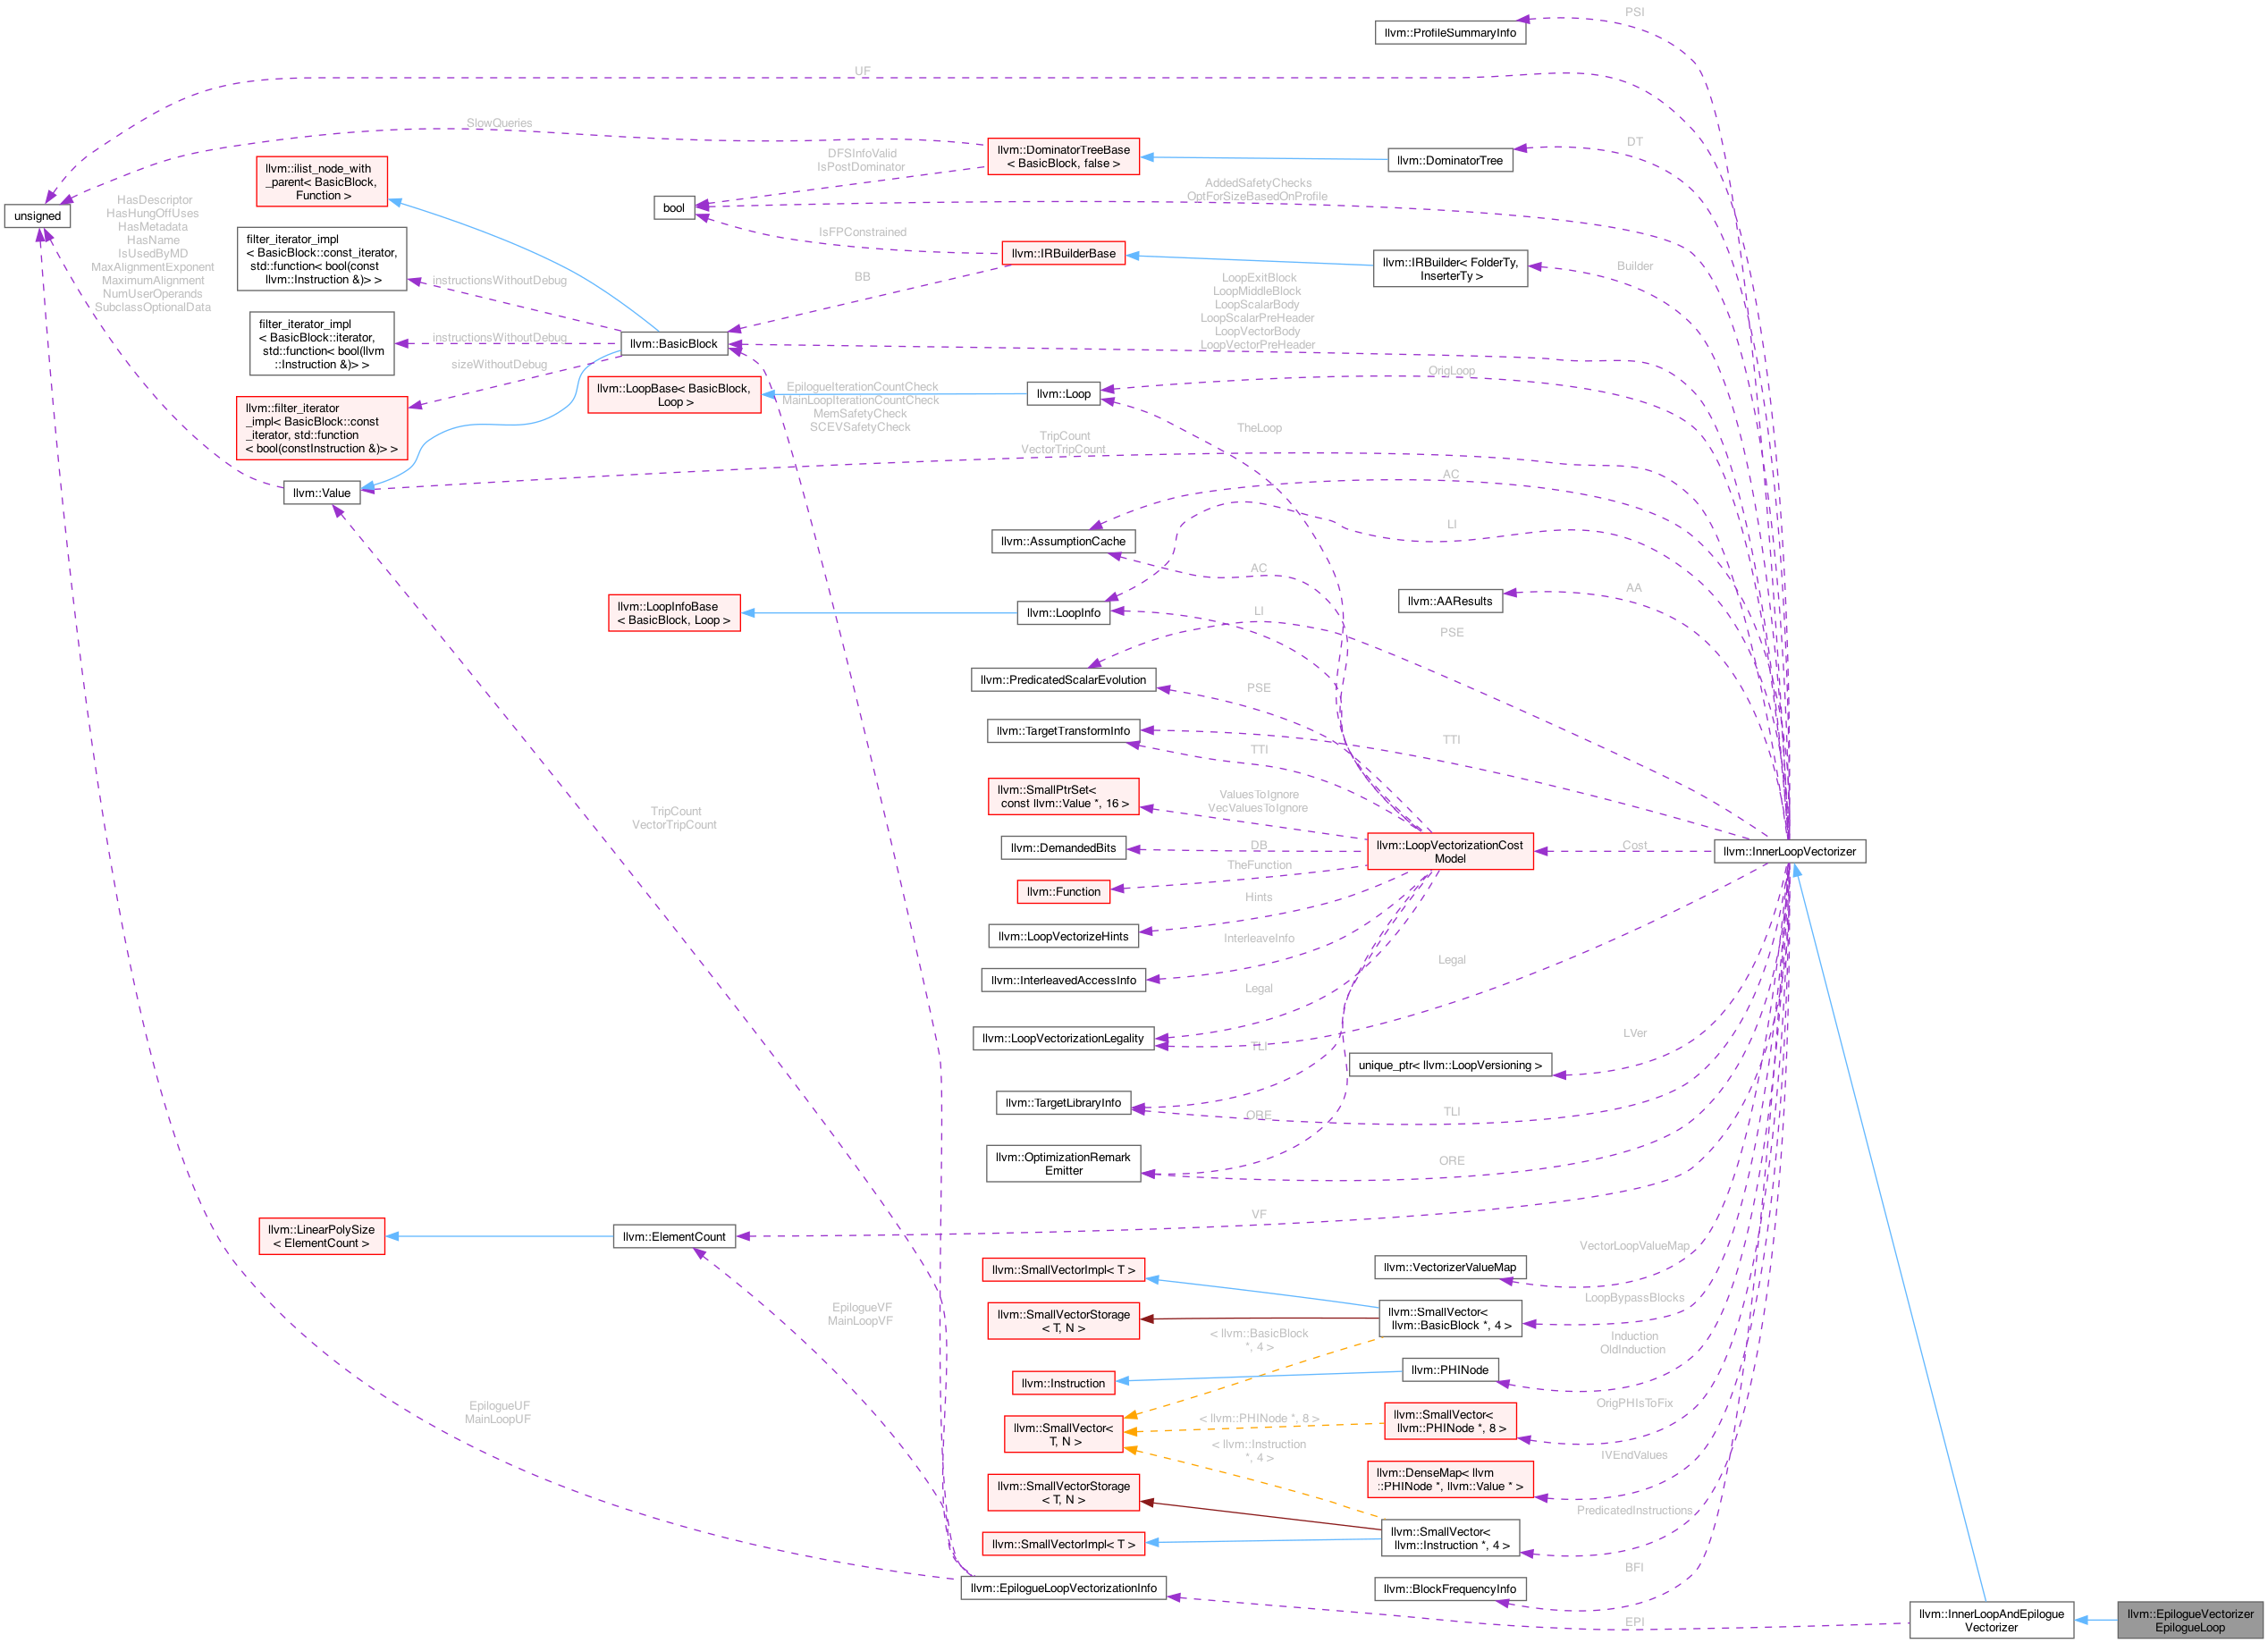 PSI
llvm::ProfileSummaryInfo
UF
SlowQueries
llvm::DominatorTreeBase
< BasicBlock, false >
DT
llvm::DominatorTree
DFSInfoValid
IsPostDominator
llvm::ilist_node_with
_parent< BasicBlock,
Function >
AddedSafetyChecks
OptForSizeBasedOnProfile
bool
unsigned
HasDescriptor
HasHungOffUses
HasMetadata
HasName
IsUsedByMD
MaxAlignmentExponent
MaximumAlignment
NumUserOperands
SubclassOptionalData
IsFPConstrained
filter_iterator_impl
< BasicBlock::const_iterator,
std::function< bool(const
llvm::Instruction &)> >
llvm::IRBuilderBase
llvm::IRBuilder< FolderTy,
InserterTy >
Builder
BB
instructionsWithoutDebug
LoopExitBlock
LoopMiddleBlock
LoopScalarBody
LoopScalarPreHeader
LoopVectorBody
LoopVectorPreHeader
filter_iterator_impl
< BasicBlock::iterator,
std::function< bool(llvm
::Instruction &)> >
instructionsWithoutDebug
llvm::BasicBlock
sizeWithoutDebug
OrigLoop
llvm::LoopBase< BasicBlock,
Loop >
EpilogueIterationCountCheck
MainLoopIterationCountCheck
MemSafetyCheck
SCEVSafetyCheck
llvm::Loop
llvm::filter_iterator
_impl< BasicBlock::const
_iterator, std::function
< bool(constInstruction &)> >
TheLoop
TripCount
VectorTripCount
AC
llvm::Value
LI
llvm::AssumptionCache
AC
AA
llvm::AAResults
llvm::LoopInfoBase
< BasicBlock, Loop >
llvm::LoopInfo
LI
PSE
llvm::PredicatedScalarEvolution
PSE
llvm::TargetTransformInfo
TTI
TTI
llvm::SmallPtrSet<
const llvm::Value *, 16 >
ValuesToIgnore
VecValuesToIgnore
TripCount
VectorTripCount
llvm::DemandedBits
DB
llvm::LoopVectorizationCost
Model
Cost
llvm::InnerLoopVectorizer
TheFunction
llvm::Function
Hints
llvm::LoopVectorizeHints
InterleaveInfo
llvm::InterleavedAccessInfo
Legal
Legal
llvm::LoopVectorizationLegality
TLI
LVer
unique_ptr< llvm::LoopVersioning >
llvm::TargetLibraryInfo
ORE
TLI
llvm::OptimizationRemark
Emitter
ORE
llvm::LinearPolySize
< ElementCount >
llvm::ElementCount
VF
VectorLoopValueMap
llvm::SmallVectorImpl< T >
llvm::VectorizerValueMap
LoopBypassBlocks
EpilogueVF
MainLoopVF
llvm::SmallVectorStorage
< T, N >
llvm::SmallVector<
llvm::BasicBlock *, 4 >
< llvm::BasicBlock
*, 4 >
Induction
OldInduction
llvm::Instruction
llvm::PHINode
EpilogueUF
MainLoopUF
OrigPHIsToFix
llvm::SmallVector<
T, N >
< llvm::PHINode *, 8 >
llvm::SmallVector<
llvm::PHINode *, 8 >
< llvm::Instruction
*, 4 >
IVEndValues
llvm::DenseMap< llvm
::PHINode *, llvm::Value * >
llvm::SmallVectorStorage
< T, N >
PredicatedInstructions
llvm::SmallVectorImpl< T >
llvm::SmallVector<
llvm::Instruction *, 4 >
BFI
llvm::EpilogueLoopVectorizationInfo
llvm::BlockFrequencyInfo
EPI
llvm::InnerLoopAndEpilogue
Vectorizer
llvm::EpilogueVectorizer
EpilogueLoop